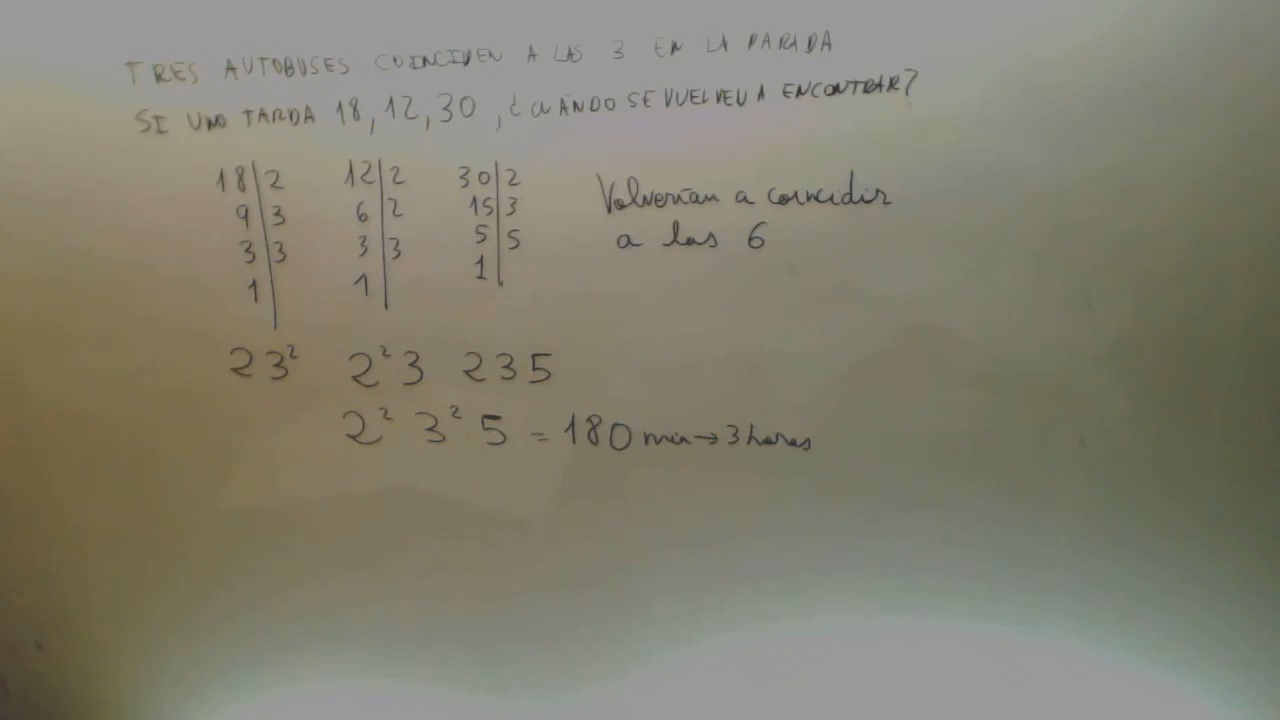 TRES AUTOBUSES COINCIDEN A LAS 3 EN LA PARADA
SI UNO TARDA 18, 12, 30, ¿CUÁNDO SE VUELVEN A ENCONTRAR?
18|2 12|2 30|2
9|3 6|2 15|3
3|3 3|3 5|5
1| 1| 1|
Volverían a coincidir
a las 6
2 3² 2² 3 2 3 5
2² 3² 5 = 180 min → 3 horas